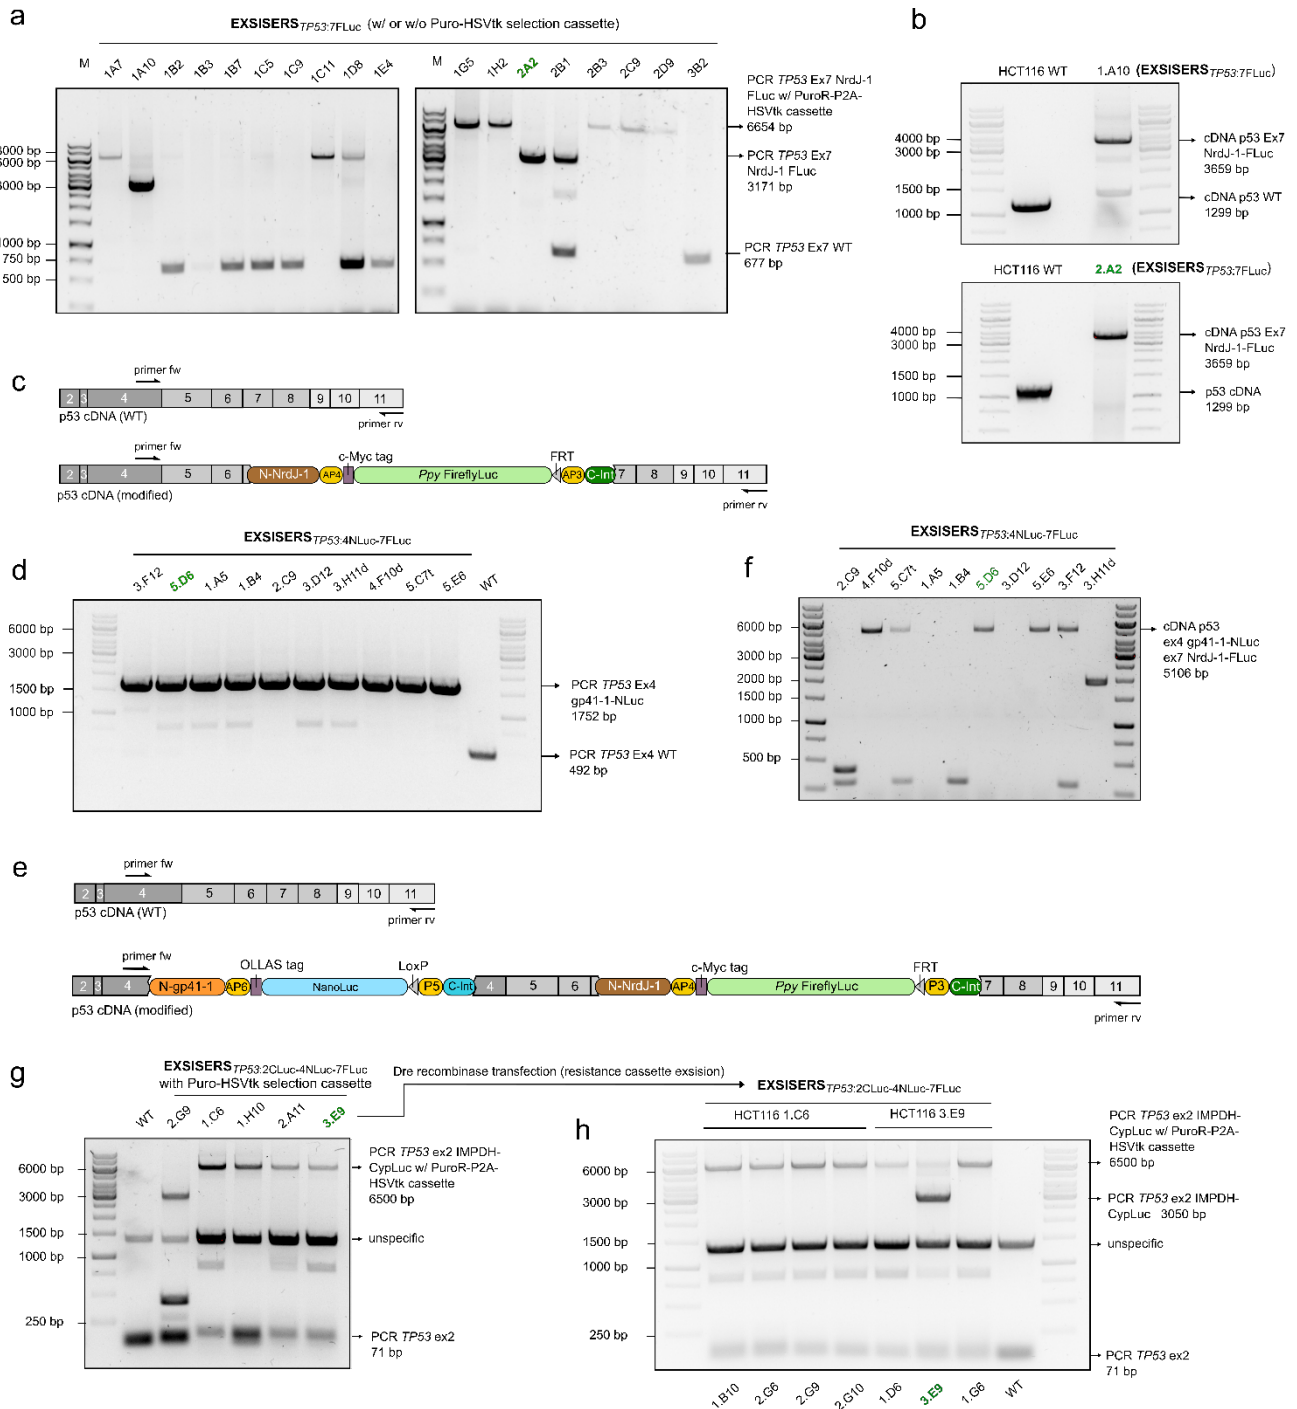 a
EXSISERS TP53:7FLuc (w/ or w/o Puro-HSVtk selection cassette)
M 1A7 1A10 1B2 1B3 1B7 1C5 1C9 1C11 1D8 1E4
M 1G5 1H2 2A2 2B1 2B3 2C9 2D9 3B2
6000 bp
3000 bp
1000 bp
750 bp
500 bp
PCR TP53 Ex7 NrdJ-1
FLuc w/ PuroR-P2A-
HSVtk cassette
6654 bp
PCR TP53 Ex7
NrdJ-1 FLuc
3171 bp
PCR TP53 Ex7 WT
677 bp
b
HCT116 WT 1.A10 (EXSISERS TP53:7FLuc)
4000 bp
3000 bp
1500 bp
1000 bp
cDNA p53 Ex7
NrdJ-1-FLuc
3659 bp
cDNA p53 WT
1299 bp
HCT116 WT 2.A2 (EXSISERS TP53:7FLuc)
4000 bp
3000 bp
1500 bp
1000 bp
cDNA p53 Ex7
NrdJ-1-FLuc
3659 bp
p53 cDNA
1299 bp
c
primer fw
2 3 4 5 6 7 8 9 10 11
p53 cDNA (WT)
primer rv
primer fw
c-Myc tag
FRT
2 3 4 5 6 N-NrdJ-1 AP4 Ppy FireflyLuc AP3 C-Int 7 8 9 10 11
p53 cDNA (modified)
primer rv
d
EXSISERS TP53:4NLuc-7FLuc
3.F12 5.D6 1.A5 1.B4 2.C9 3.D12 3.H11d 4.F10d 5.C7t 5.E6 WT
6000 bp
3000 bp
1500 bp
1000 bp
PCR TP53 Ex4
gp41-1-NLuc
1752 bp
PCR TP53 Ex4 WT
492 bp
f
EXSISERS TP53:4NLuc-7FLuc
2.C9 4.F10d 5.C7t 1.A5 1.B4 5.D6 3.D12 5.E6 3.F12 3.H11d
6000 bp
3000 bp
2000 bp
1500 bp
1000 bp
500 bp
cDNA p53
ex4 gp41-1-NLuc
ex7 NrdJ-1-FLuc
5106 bp
e
primer fw
2 3 4 5 6 7 8 9 10 11
p53 cDNA (WT)
primer rv
primer fw
OLLAS tag
LoxP
c-Myc tag
FRT
2 3 4 N-gp41-1 AP6 NanoLuc P5 C-Int 4 5 6 N-NrdJ-1 AP4 Ppy FireflyLuc P3 C-Int 7 8 9 10 11
p53 cDNA (modified)
primer rv
g
EXSISERS TP53:2CLuc-4NLuc-7FLuc
with Puro-HSVtk selection cassette
WT 2.G9 1.C6 1.H10 2.A11 3.E9
6000 bp
3000 bp
1500 bp
1000 bp
250 bp
PCR TP53 ex2 IMPDH-
CypLuc w/ PuroR-P2A-
HSVtk cassette
6500 bp
unspecific
PCR TP53 ex2
71 bp
Dre recombinase transfection (resistance cassette exsision)
h
EXSISERS TP53:2CLuc-4NLuc-7FLuc
HCT116 1.C6 HCT116 3.E9
6000 bp
3000 bp
1500 bp
1000 bp
250 bp
PCR TP53 ex2 IMPDH-
CypLuc w/ PuroR-P2A-
HSVtk cassette
6500 bp
PCR TP53 ex2 IMPDH-
CypLuc 3050 bp
unspecific
PCR TP53 ex2
71 bp
1.B10 2.G6 2.G9 2.G10 1.D6 3.E9 1.G8 WT